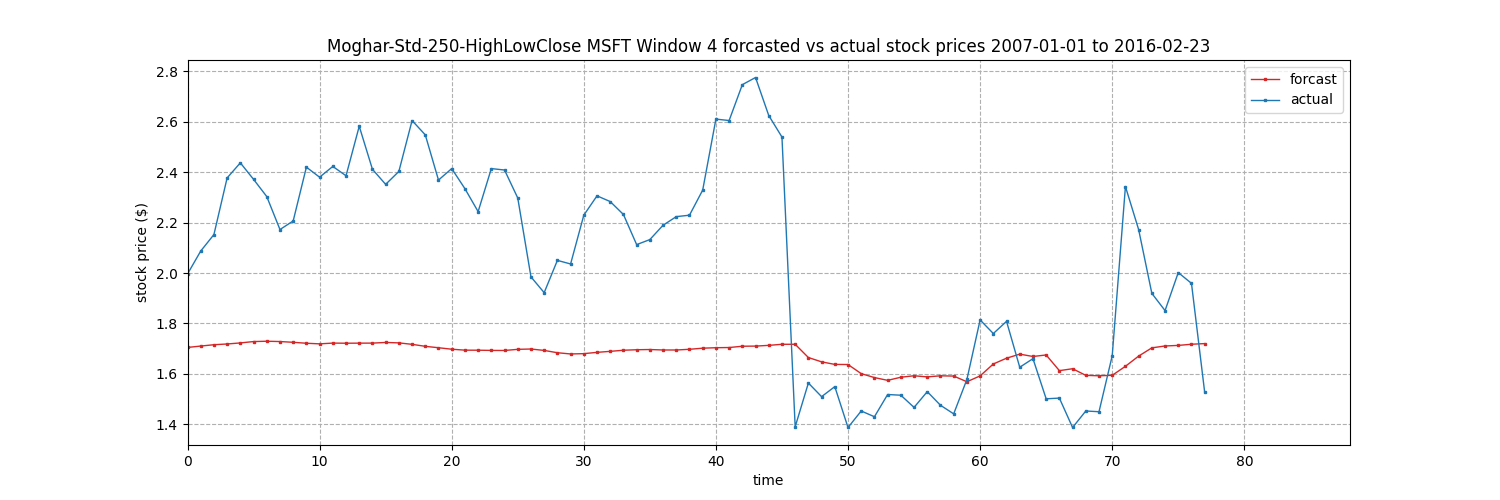 Moghar-Std-250-HighLowClose MSFT Window 4 forcasted vs actual stock prices 2007-01-01 to 2016-02-23
forcast
actual
stock price ($)
2.8
2.6
2.4
2.2
2.0
1.8
1.6
1.4
0 10 20 30 40 50 60 70 80
time